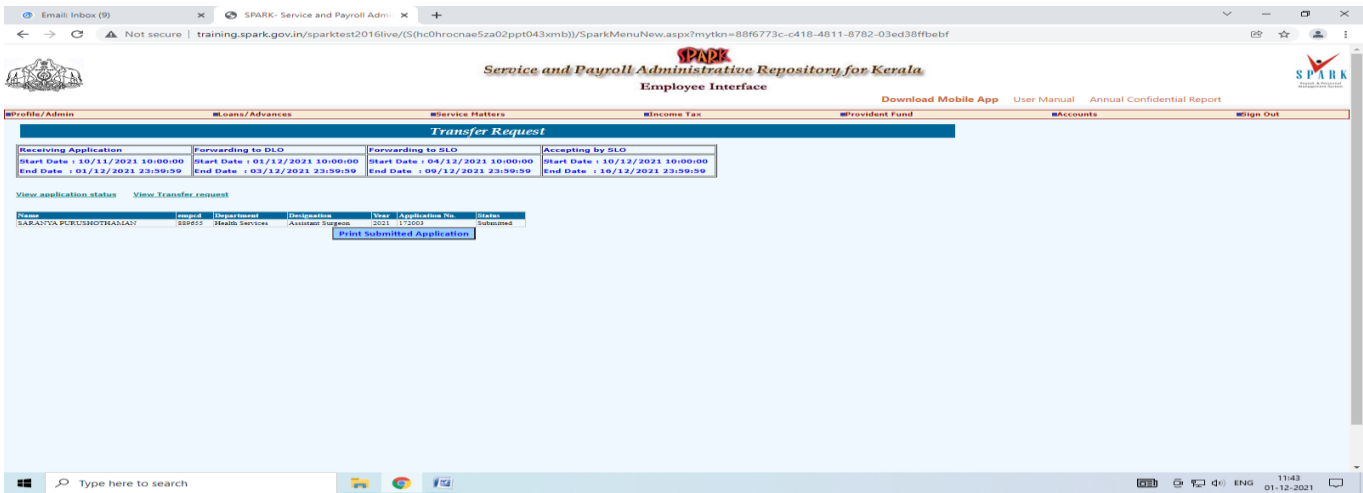 Email: Inbox (9)
SPARK- Service and Payroll Admi
Not secure | training.spark.gov.in/sparktest2016live/(S(hc0hrocnae5za02ppt043xmb))/SparkMenuNew.aspx?mytkn=88f6773c-c418-4811-8782-03ed38ffbebf
SPARK
Service and Payroll Administrative Repository for Kerala
Employee Interface
SPARK
Download Mobile App User Manual Annual Confidential Report
Profile/Admin Loans/Advances Service Matters Income Tax Provident Fund Accounts Sign Out
Transfer Request
Receiving Application Forwarding to DLO Forwarding to SLO Accepting by SLO
Start Date : 10/11/2021 10:00:00 Start Date : 01/12/2021 10:00:00 Start Date : 04/12/2021 10:00:00 Start Date : 10/12/2021 10:00:00
End Date : 01/12/2021 23:59:59 End Date : 03/12/2021 23:59:59 End Date : 09/12/2021 23:59:59 End Date : 16/12/2021 23:59:59
View application status View Transfer request
Name empcd Department Designation Year Application No. Status
SARANYA PURUSHOTHAMAN 889655 Health Services Assistant Surgeon 2021 172003 Submitted
Print Submitted Application
Type here to search
ENG
11:43
01-12-2021